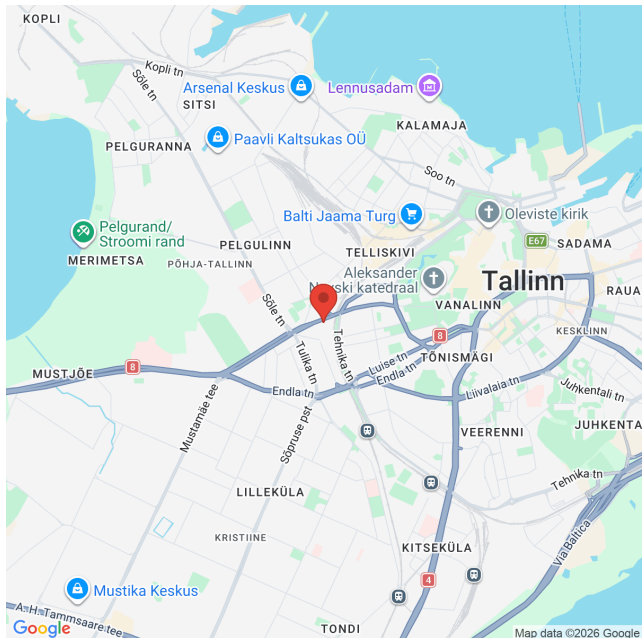 KOPLI
Kopli tn
Sõle tn
SITSI
Arsenal Keskus
Lennusadam
KALAMAJA
PELGURANNA
Paavli Kaltsukas OÜ
Soo tn
Balti Jaama Turg
Oleviste kirik
E67
SADAMA
Pelgurand/
Stroomi rand
MERIMETSA
PELGULINN
PÕHJA-TALLINN
TELLISKIVI
Aleksander
Nevski katedraal
Tallinn
RAUA
VANALINN
Sõle tn
KESKLINN
8
Tehnika tn
Tulika tn
TÕNISMÄGI
Luise tn
Endla tn
MUSTJÕE
8
Endla tn
Liivalaia tn
Juhkentali tn
Mustamäe tee
Sõpruse pst
VEERENNI
JUHKENTA
Tehnika tn
LILLEKÜLA
KRISTIINE
KITSEKÜLA
Via Baltica
4
Mustika Keskus
A. H. Tammsaare tee
TONDI
Google
Map data ©2026 Google